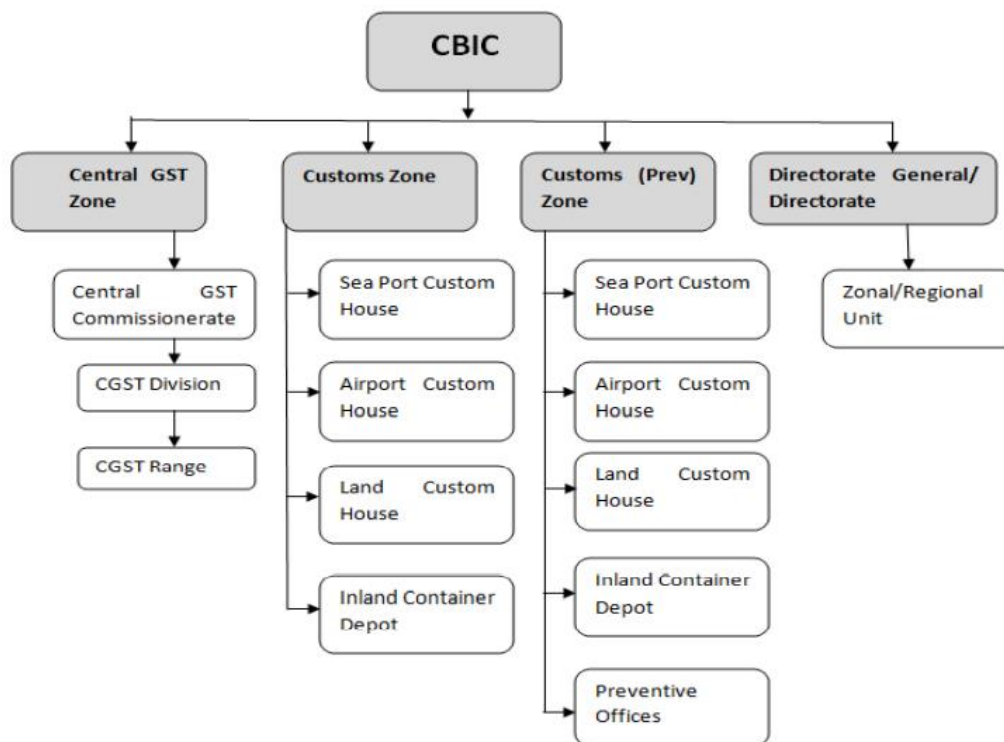 CBIC
Central GST
Zone
Central GST
Commissionerate
CGST Division
CGST Range
Customs Zone
Sea Port Custom
House
Airport Custom
House
Land Custom
House
Inland Container
Depot
Customs (Prev)
Zone
Sea Port Custom
House
Airport Custom
House
Land Custom
House
Inland Container
Depot
Preventive
Offices
Directorate General/
Directorate
Zonal/Regional
Unit